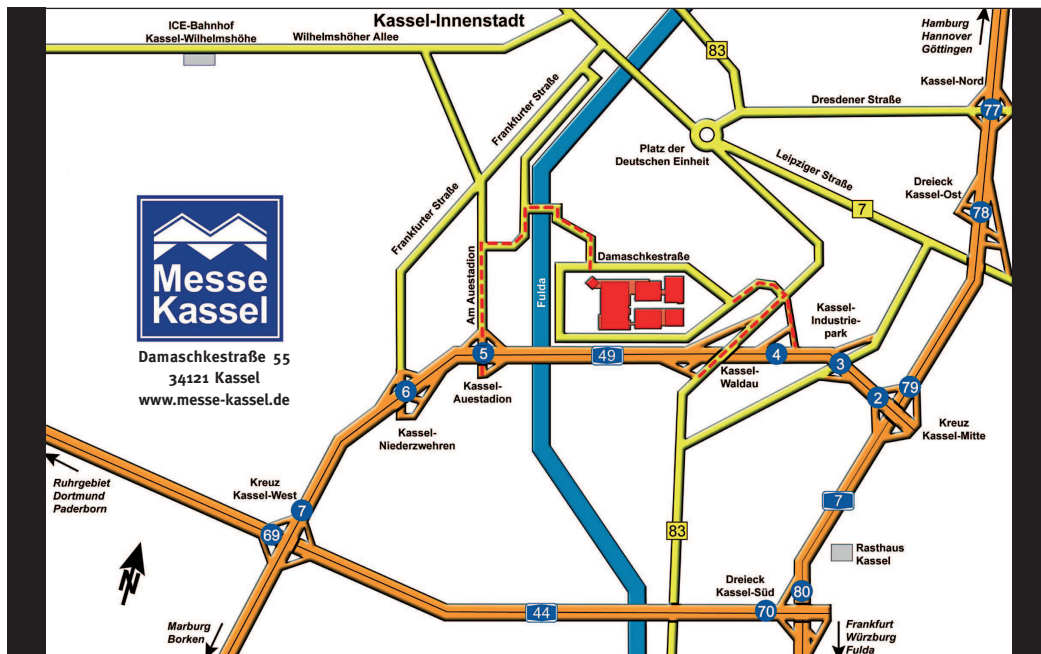 ICE-Bahnhof
Kassel-Wilhelmshöhe
Wilhelmshöher Allee
Kassel-Innenstadt
83
Hamburg
Hannover
Göttingen
Kassel-Nord
77
Dresdener Straße
Frankfurter Straße
Platz der
Deutschen Einheit
Leipziger Straße
7
Dreieck
Kassel-Ost
78
Frankfurter Straße
Messe
Kassel
Damaschkestraße 55
34121 Kassel
www.messe-kassel.de
Am Auestadion
Fulda
Damaschkestraße
Kassel-
Industrie-
park
5
49
4
3
Kassel-
Auestadion
Kassel-
Waldau
6
2
79
Kassel-
Niederzwehren
Kreuz
Kassel-Mitte
Ruhrgebiet
Dortmund
Paderborn
Kreuz
Kassel-West
7
69
7
83
Rasthaus
Kassel
N
Dreieck
Kassel-Süd
80
44
70
Marburg
Borken
Frankfurt
Würzburg
Fulda